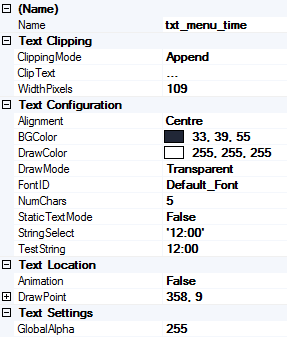 (Name)
Name txt_menu_time
Text Clipping
ClippingMode Append
ClipText ...
WidthPixels 109
Text Configuration
Alignment Centre
BGColor 33, 39, 55
DrawColor 255, 255, 255
DrawMode Transparent
FontID Default_Font
NumChars 5
StaticTextMode False
StringSelect '12:00'
TestString 12:00
Text Location
Animation False
DrawPoint 358, 9
Text Settings
GlobalAlpha 255